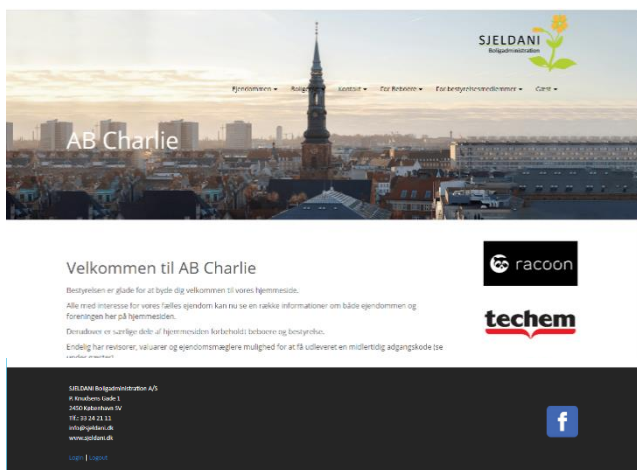 SJELDANI
Boligadministration
Ejendommen Boligerne Kontakt For Beboere For bestyrelsesmedlemmer Gæst
AB Charlie
racoon
techem
Velkommen til AB Charlie
Bestyrelsen er glade for at byde dig velkommen til vores hjemmeside.
Alle med interesse for vores fælles ejendom kan nu se en række informationer om både ejendommen og
foreningen her på hjemmesiden.
Derudover er særlige dele af hjemmesiden forbeholdt beboere og bestyrelse.
Endelig har revisorer, valuarer og ejendomsmæglere mulighed for at få udleveret en midlertidig adgangskode (se
under gæster)
SJELDANI Boligadministration A/S
P. Knudsens Gade 1
2450 København SV
Tlf.: 33 24 21 11
info@sjeldani.dk
www.sjeldani.dk
Login | Logout
f